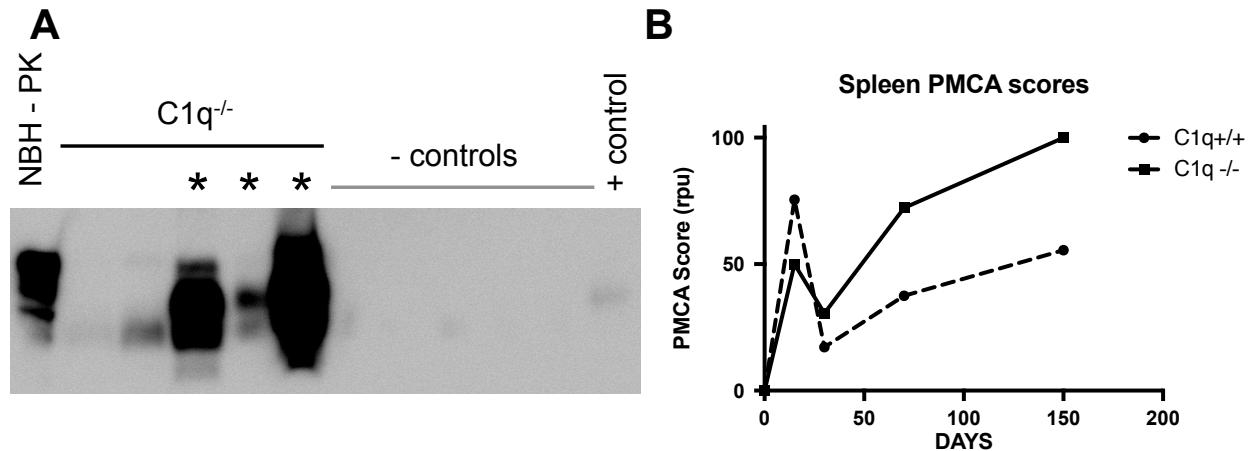 A
NBH - PK
C1q-/-
* * *
- controls
+ control
B
Spleen PMCA scores
PMCA Score (rpu)
100
50
0
0 50 100 150 200
DAYS
C1q+/+
C1q -/-